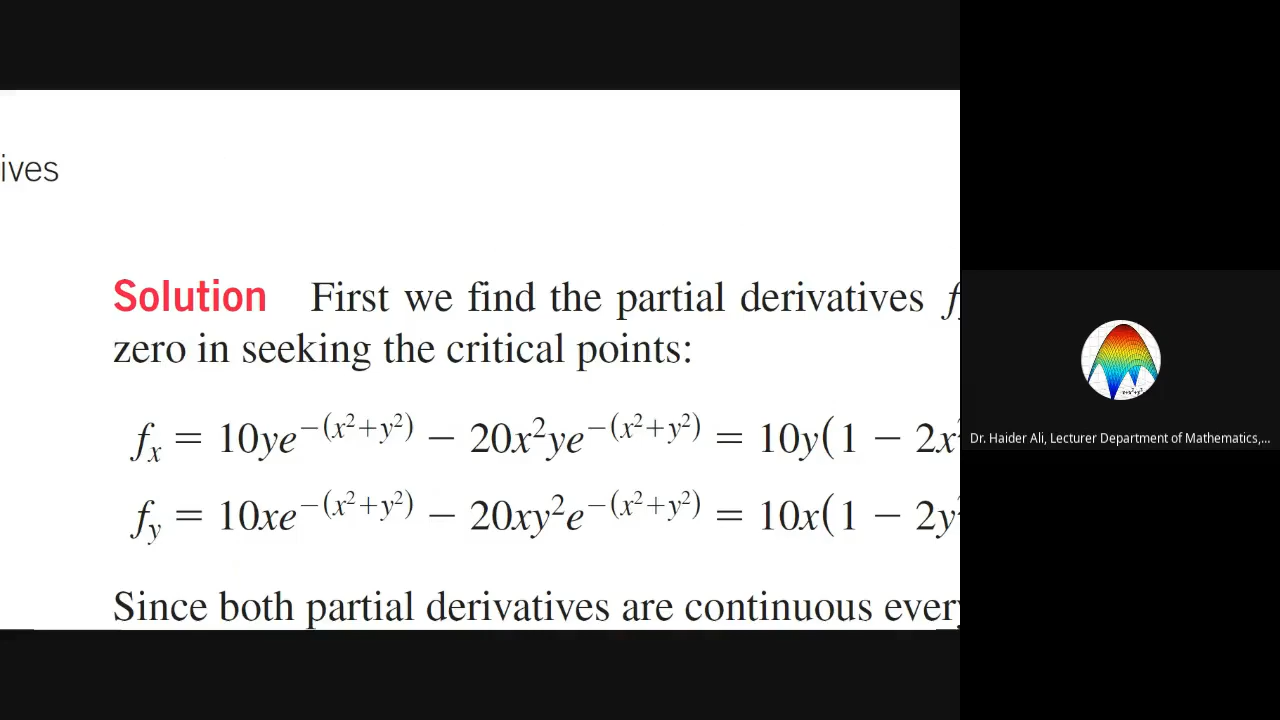 ives
Solution First we find the partial derivatives f
zero in seeking the critical points:
fₓ = 10ye^−(x²+y²) − 20x²ye^−(x²+y²) = 10y(1 − 2x
f_y = 10xe^−(x²+y²) − 20xy²e^−(x²+y²) = 10x(1 − 2y
Since both partial derivatives are continuous ever
Dr. Haider Ali, Lecturer Department of Mathematics,...